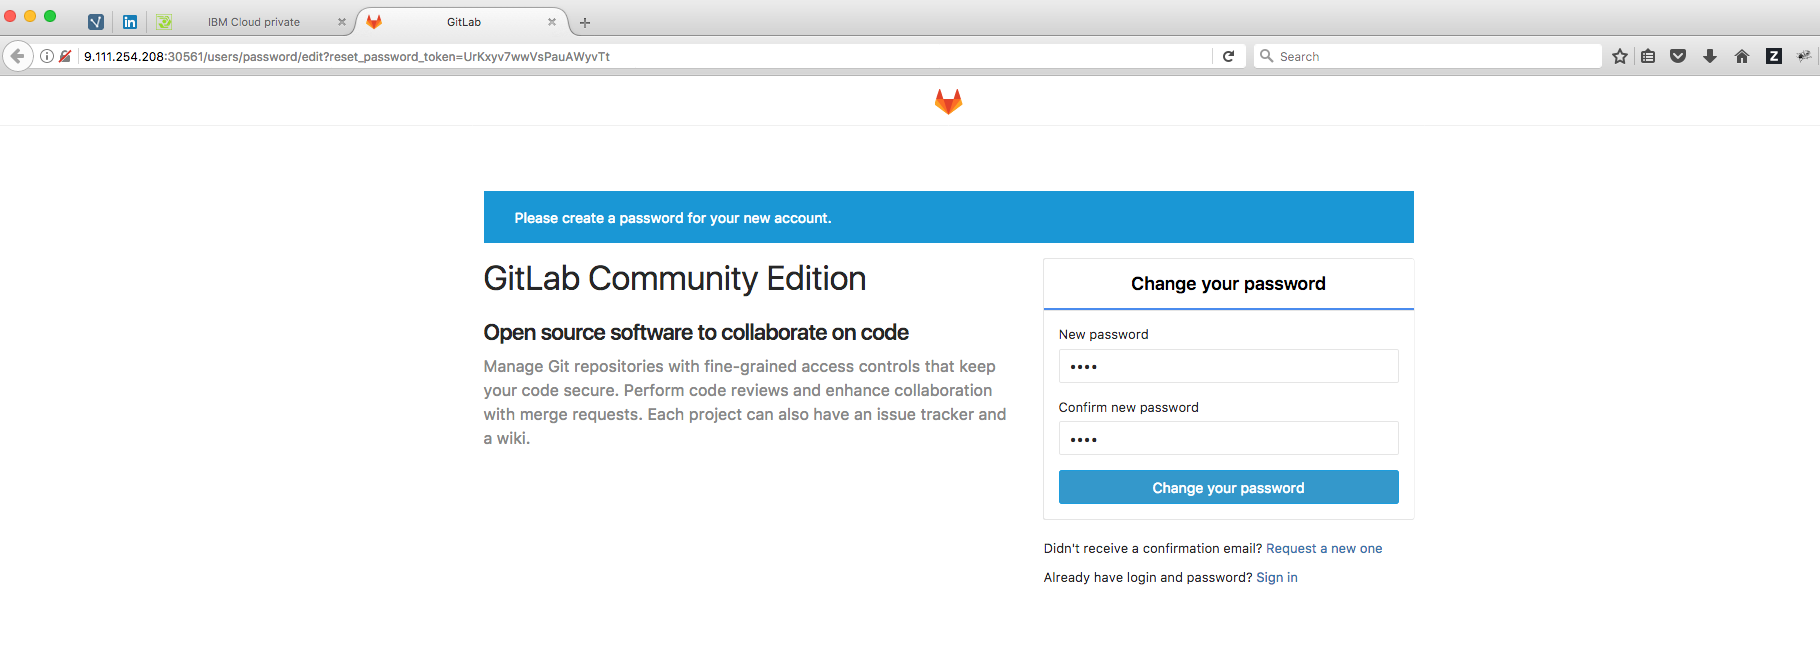 IBM Cloud private
GitLab
9.111.254.208:30561/users/password/edit?reset_password_token=UrKxyv7wwVsPauAWyvTt
Search
Please create a password for your new account.
GitLab Community Edition
Open source software to collaborate on code
Manage Git repositories with fine-grained access controls that keep
your code secure. Perform code reviews and enhance collaboration
with merge requests. Each project can also have an issue tracker and
a wiki.
Change your password
New password
••••
Confirm new password
••••
Change your password
Didn't receive a confirmation email? Request a new one
Already have login and password? Sign in